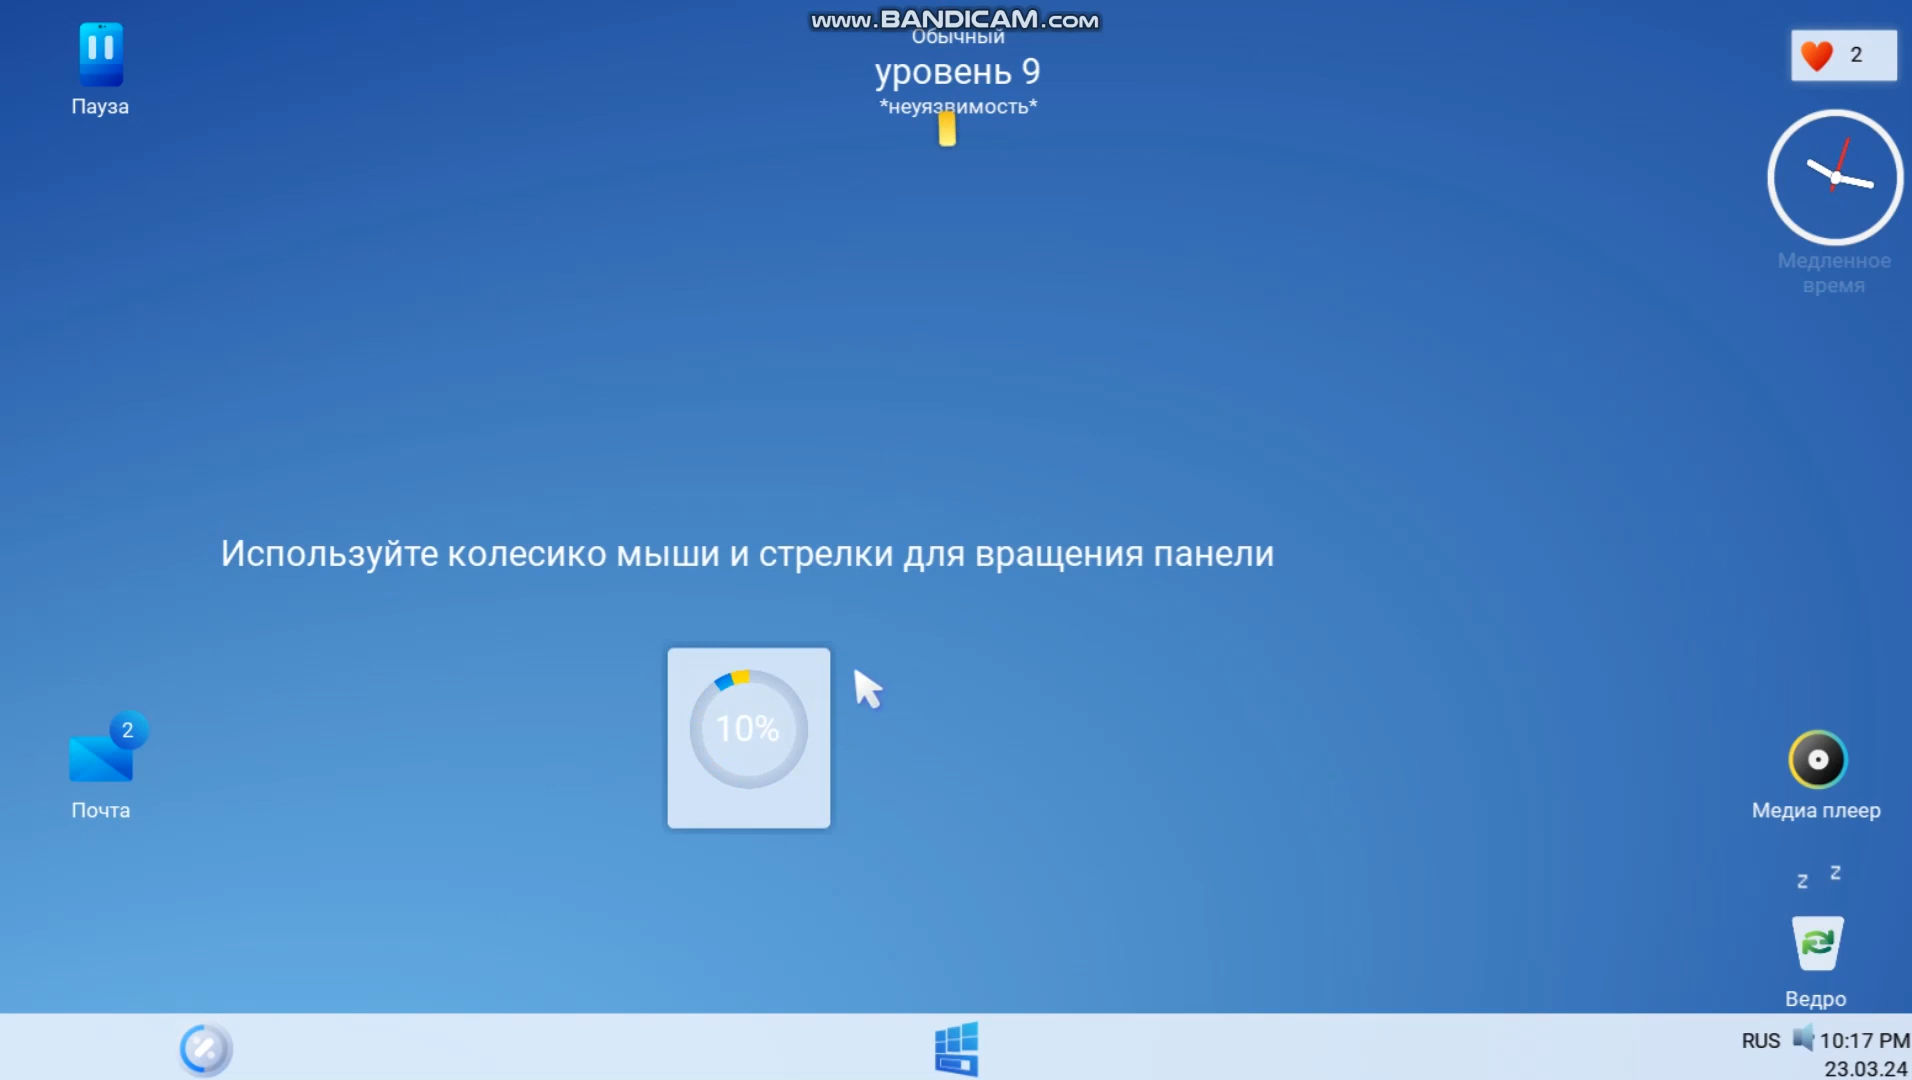 www.BANDICAM.com
Обычный
уровень 9
*неуязвимость*
Пауза
2
Медленное
время
Используйте колесико мыши и стрелки для вращения панели
10%
2
Почта
Медиа плеер
z z
Ведро
RUS 10:17 PM
23.03.24